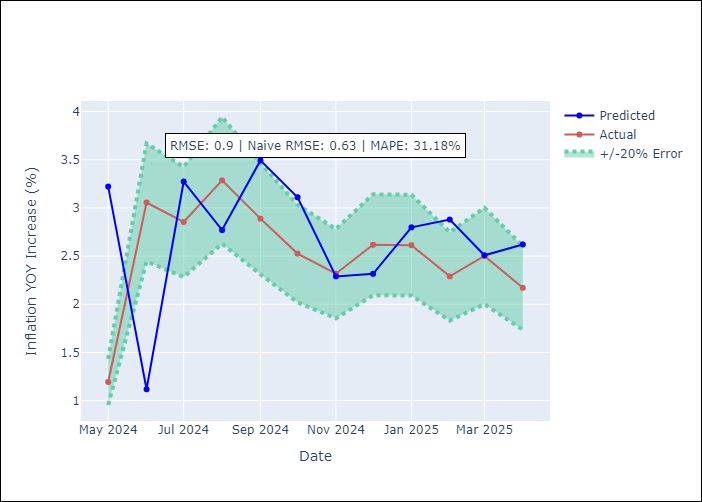 RMSE: 0.9 | Naive RMSE: 0.63 | MAPE: 31.18%
Predicted
Actual
+/-20% Error
Inflation YOY Increase (%)
4
3.5
3
2.5
2
1.5
1
May 2024
Jul 2024
Sep 2024
Nov 2024
Jan 2025
Mar 2025
Date